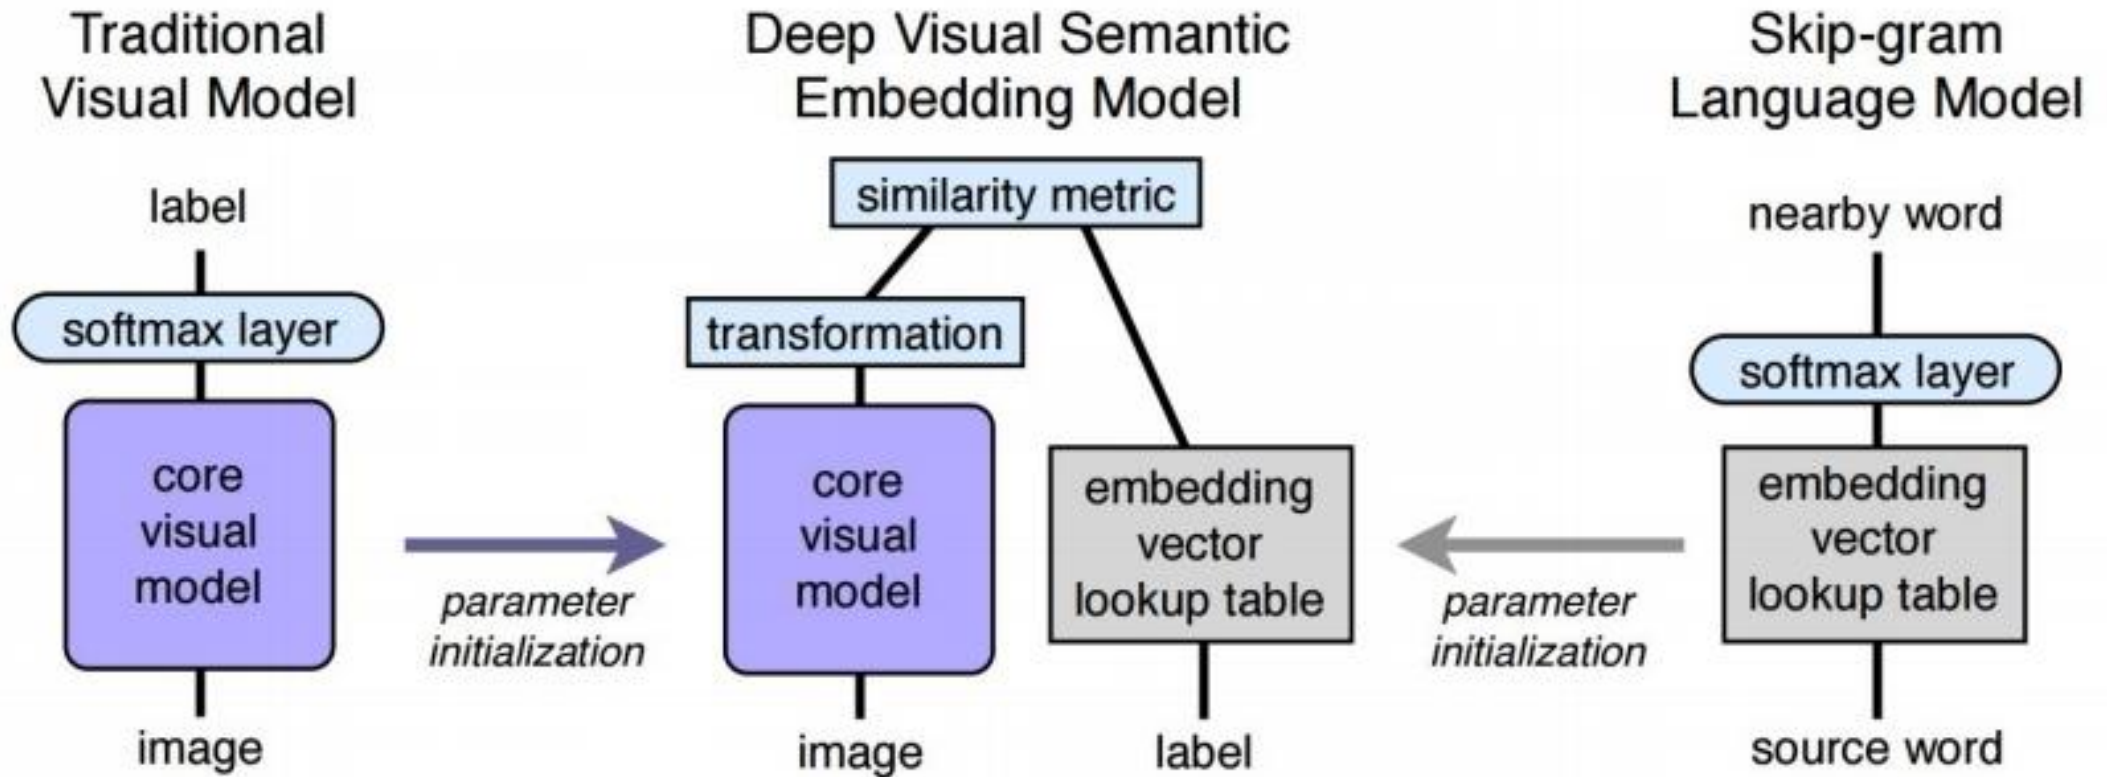 Traditional
Visual Model
label
softmax layer
core
visual
model
image
parameter
initialization
Deep Visual Semantic
Embedding Model
similarity metric
transformation
core
visual
model
image
embedding
vector
lookup table
label
parameter
initialization
Skip-gram
Language Model
nearby word
softmax layer
embedding
vector
lookup table
source word